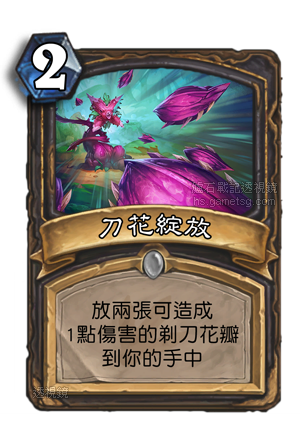 2
爐石戰記透視鏡
hs.gametsg.com
刀花綻放
放兩張可造成
1點傷害的剃刀花瓣
到你的手中
透視鏡